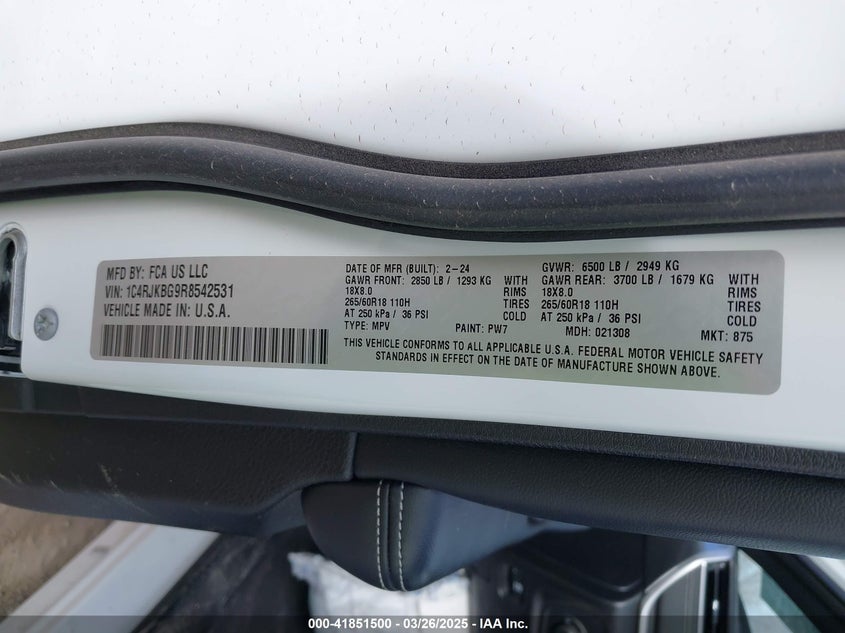 MFD BY: FCA US LLC
VIN: 1C4RJKBG9R8542531
VEHICLE MADE IN: U.S.A.
DATE OF MFR (BUILT): 2-24 GVWR: 6500 LB / 2949 KG
GAWR FRONT: 2850 LB / 1293 KG WITH GAWR REAR: 3700 LB / 1679 KG WITH
18X8.0 RIMS 18X8.0 RIMS
265/60R18 110H TIRES 265/60R18 110H TIRES
AT 250 kPa / 36 PSI COLD AT 250 kPa / 36 PSI COLD
TYPE: MPV PAINT: PW7 MDH: 021308 MKT: 875
THIS VEHICLE CONFORMS TO ALL APPLICABLE U.S.A. FEDERAL MOTOR VEHICLE SAFETY
STANDARDS IN EFFECT ON THE DATE OF MANUFACTURE SHOWN ABOVE.
000-41851500 - 03/26/2025 - © IAA Inc.